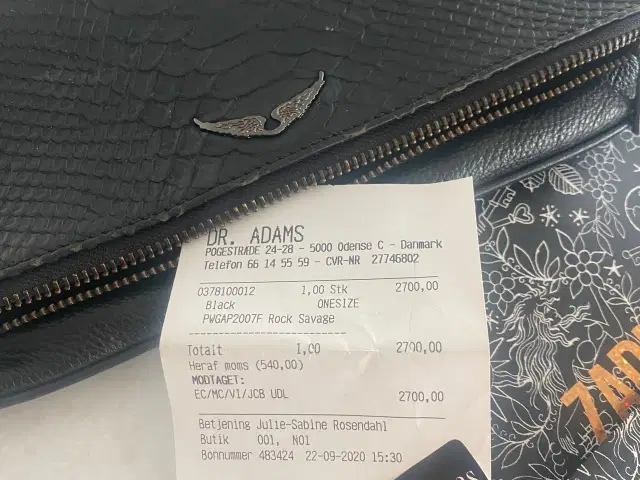 DR. ADAMS
POGESTRÆDE 24-28 - 5000 Odense C - Danmark
Telefon 66 14 55 59 - CVR-NR 27746802
0378100012 1,00 Stk 2700,00
Black ONESIZE
PWGAP2007F Rock Savage
Totalt 1,00 2700,00
Heraf moms (540,00)
MODTAGET:
EC/MC/VI/JCB UDL 2700,00
Betjening Julie-Sabine Rosendahl
Butik 001, N01
Bonnummer 483424 22-09-2020 15:30
ZADI